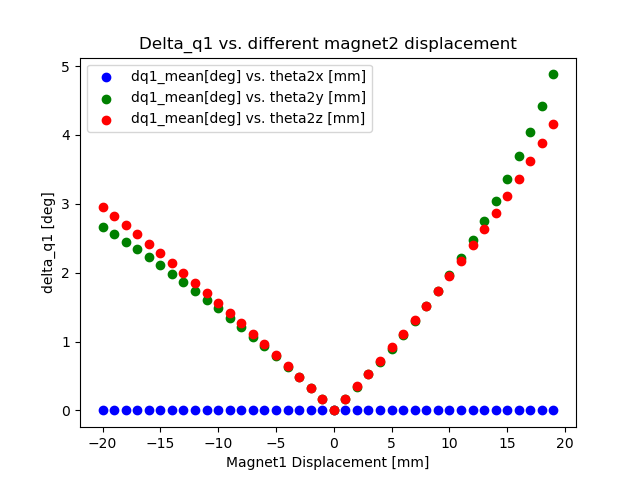 Delta_q1 vs. different magnet2 displacement
dq1_mean[deg] vs. theta2x [mm]
dq1_mean[deg] vs. theta2y [mm]
dq1_mean[deg] vs. theta2z [mm]
delta_q1 [deg]
5
4
3
2
1
0
−20 −15 −10 −5 0 5 10 15 20
Magnet1 Displacement [mm]